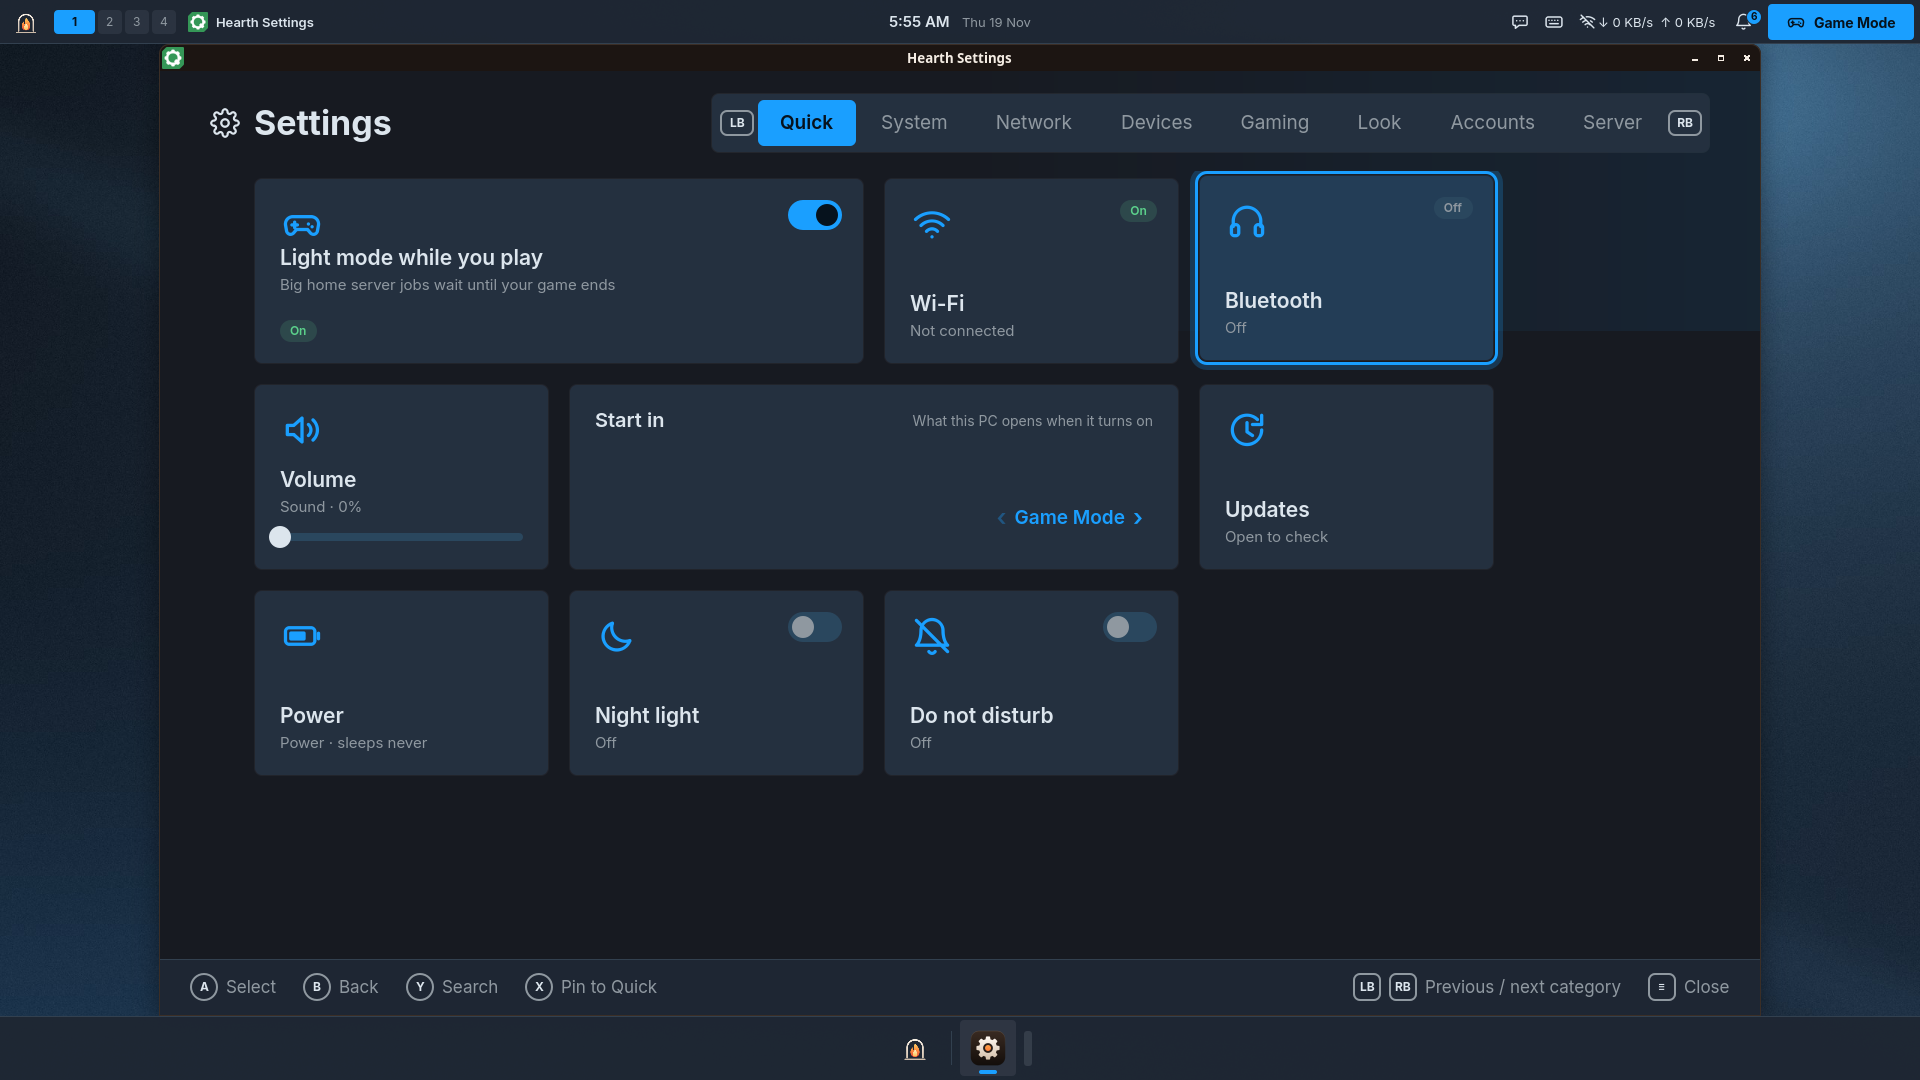 1 2 3 4 Hearth Settings
5:55 AM Thu 19 Nov
↓ 0 KB/s ↑ 0 KB/s
6
Game Mode
Hearth Settings
Settings
LB Quick System Network Devices Gaming Look Accounts Server RB
Light mode while you play
Big home server jobs wait until your game ends
On
On
Wi-Fi
Not connected
Off
Bluetooth
Off
Volume
Sound · 0%
Start in
What this PC opens when it turns on
‹ Game Mode ›
Updates
Open to check
Power
Power · sleeps never
Night light
Off
Do not disturb
Off
A Select B Back Y Search X Pin to Quick
LB RB Previous / next category ≡ Close